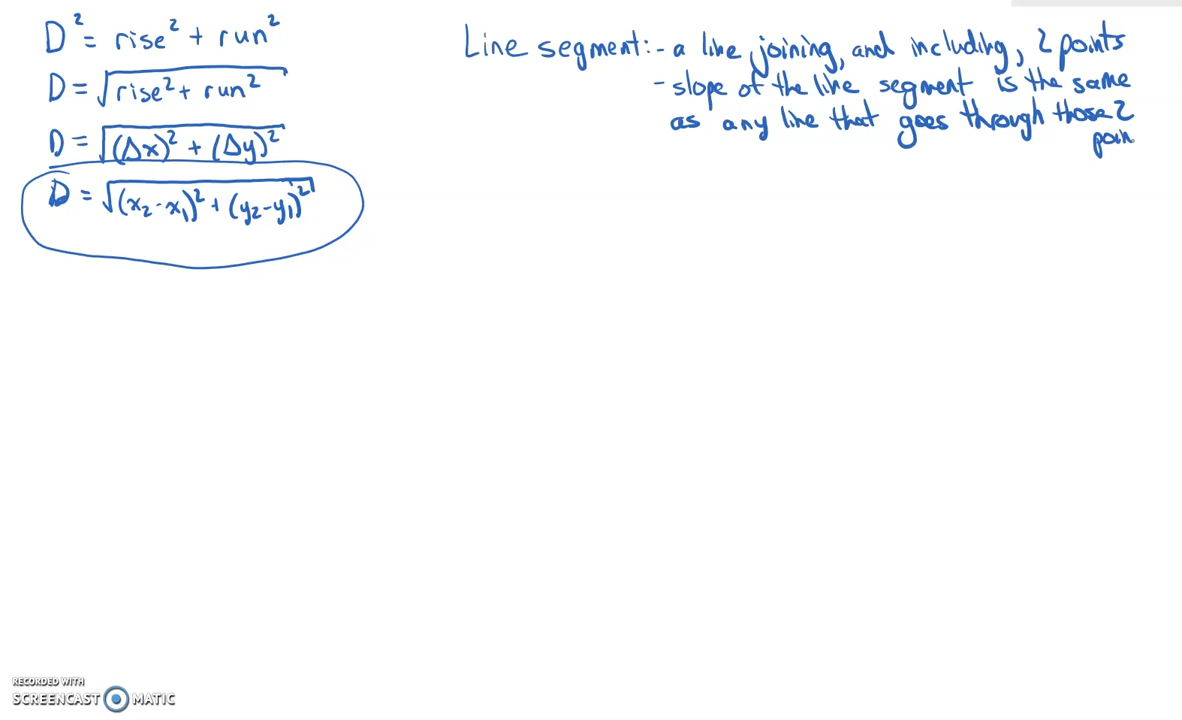 D² = rise² + run²
D = √rise² + run²
D = √(Δx)² + (Δy)²
D = √(x₂-x₁)² + (y₂-y₁)²
Line segment: - a line joining, and including, 2 points
- slope of the line segment is the same
as any line that goes through those 2
poin
RECORDED WITH
SCREENCAST MATIC